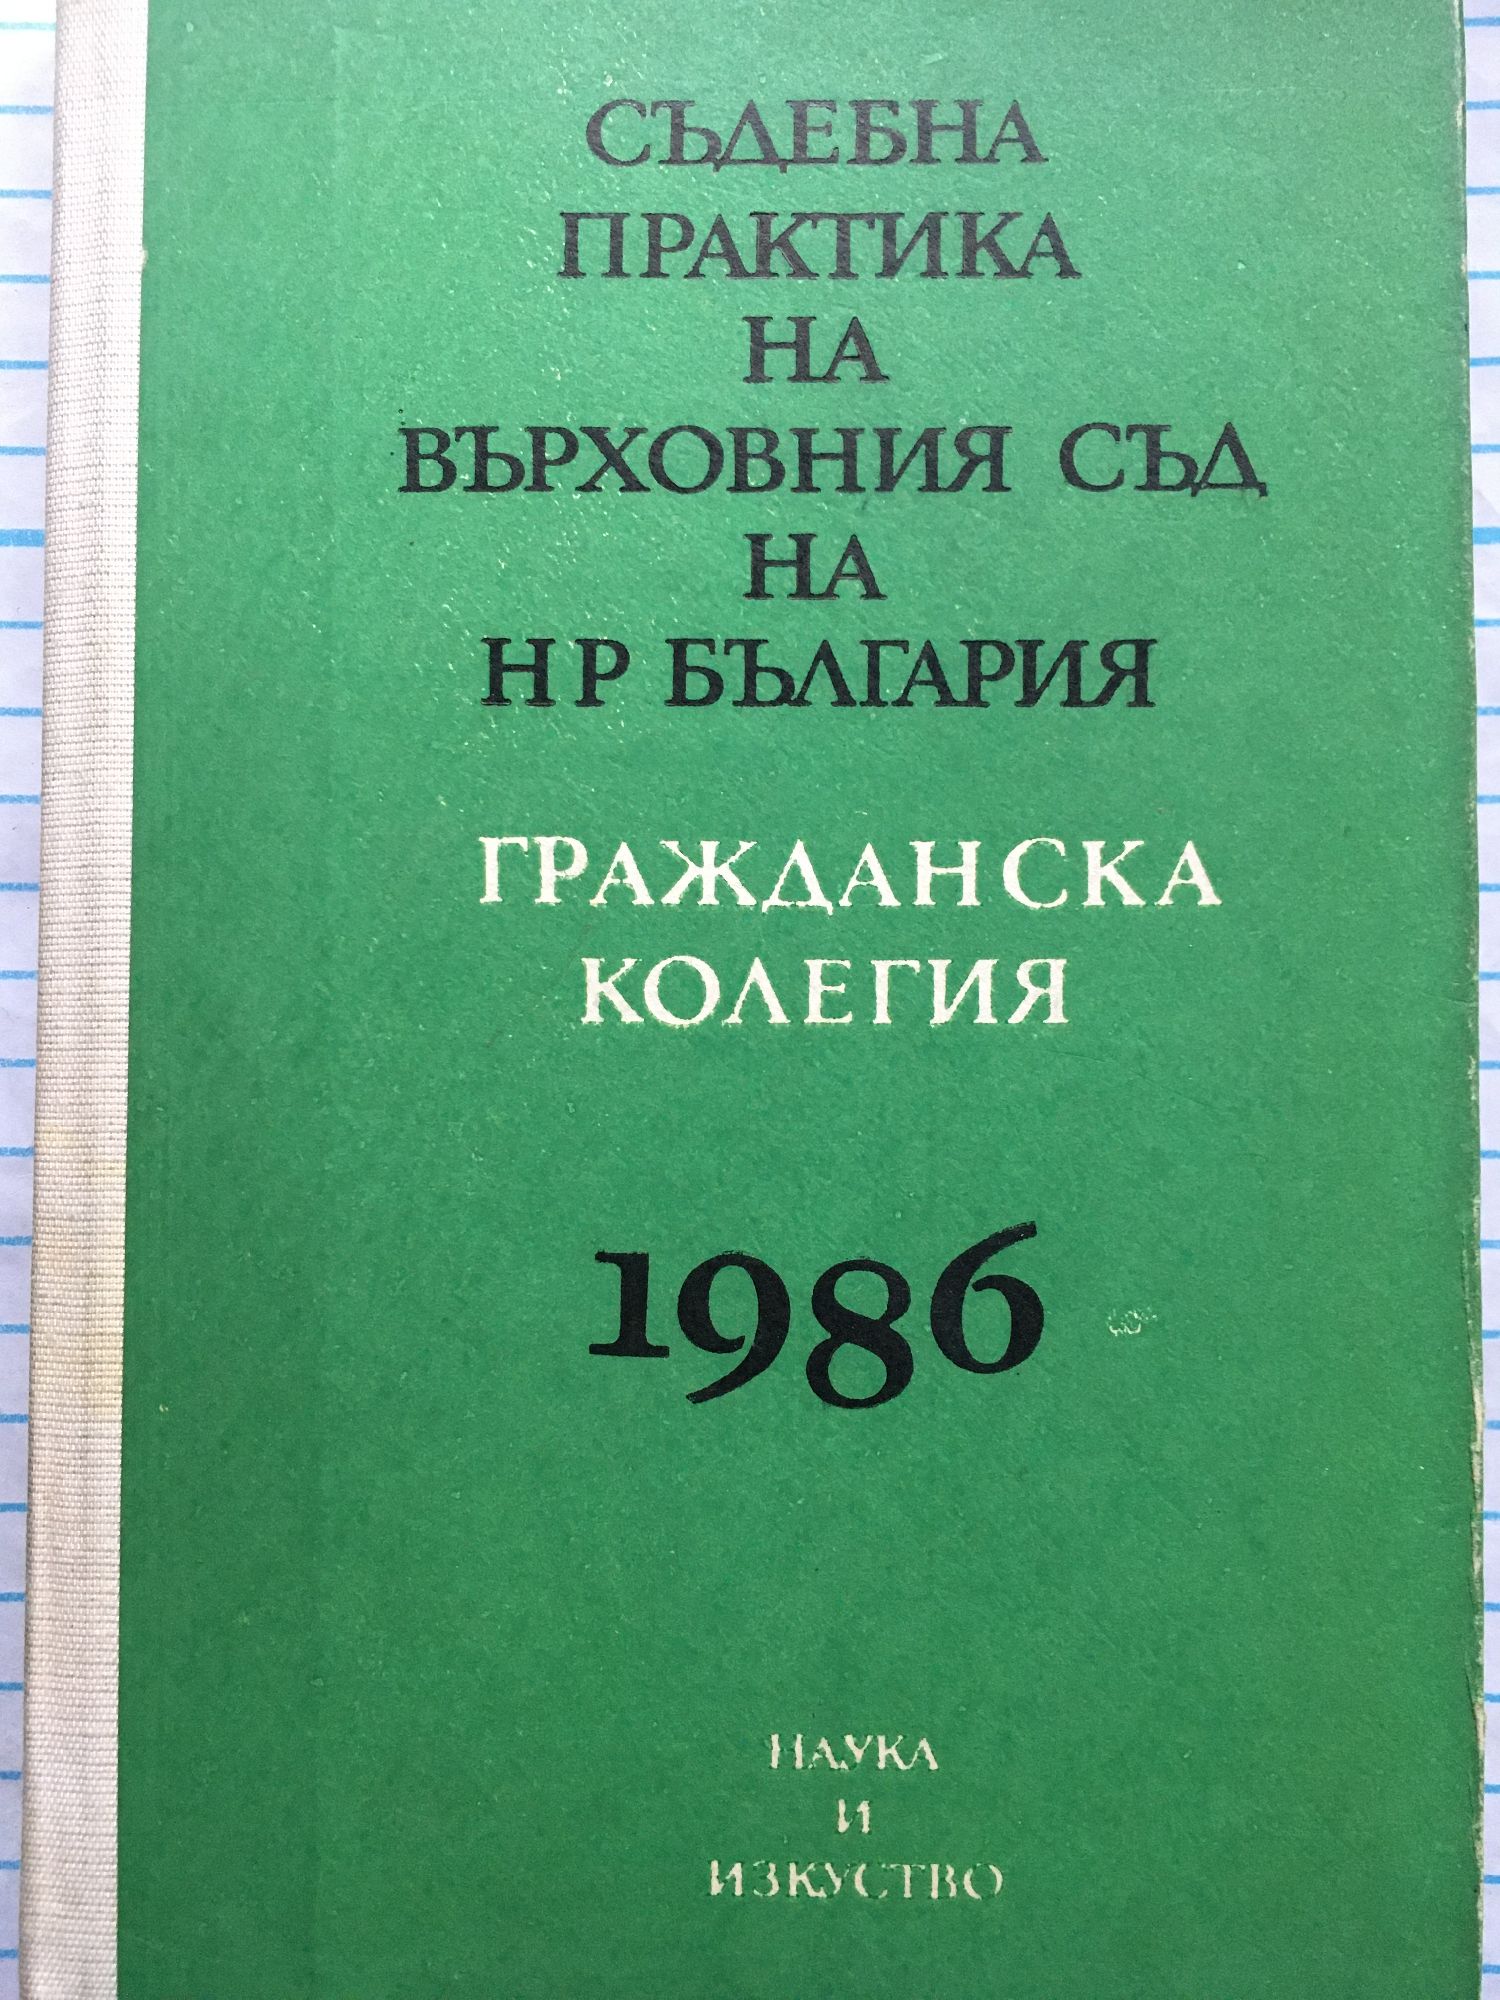 СЪДЕБНА
ПРАКТИКА
НА
ВЪРХОВНИЯ СЪД
НА
НР БЪЛГАРИЯ
ГРАЖДАНСКА
КОЛЕГИЯ
1986
НАУКА
И
ИЗКУСТВО